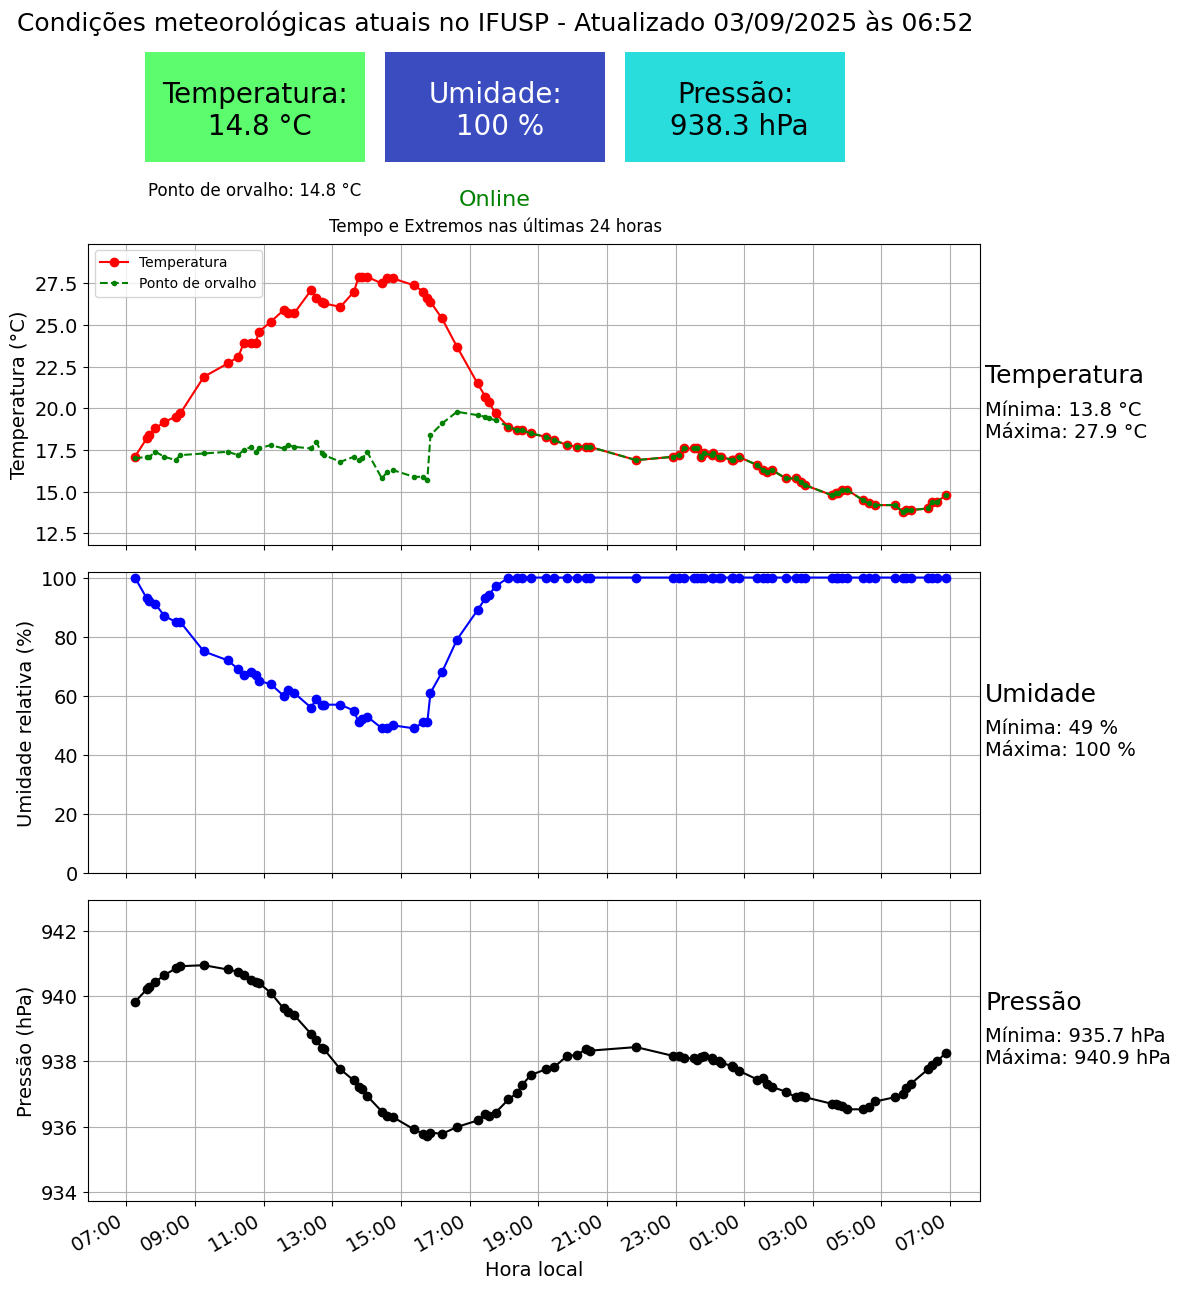 Condições meteorológicas atuais no IFUSP - Atualizado 03/09/2025 às 06:52
Temperatura:
14.8 °C
Umidade:
100 %
Pressão:
938.3 hPa
Ponto de orvalho: 14.8 °C
Online
Tempo e Extremos nas últimas 24 horas
Temperatura
Ponto de orvalho
27.5
25.0
22.5
20.0
17.5
15.0
12.5
Temperatura (°C)
Temperatura
Mínima: 13.8 °C
Máxima: 27.9 °C
100
80
60
40
20
0
Umidade relativa (%)
Umidade
Mínima: 49 %
Máxima: 100 %
942
940
938
936
934
Pressão (hPa)
Pressão
Mínima: 935.7 hPa
Máxima: 940.9 hPa
07:00 09:00 11:00 13:00 15:00 17:00 19:00 21:00 23:00 01:00 03:00 05:00 07:00
Hora local